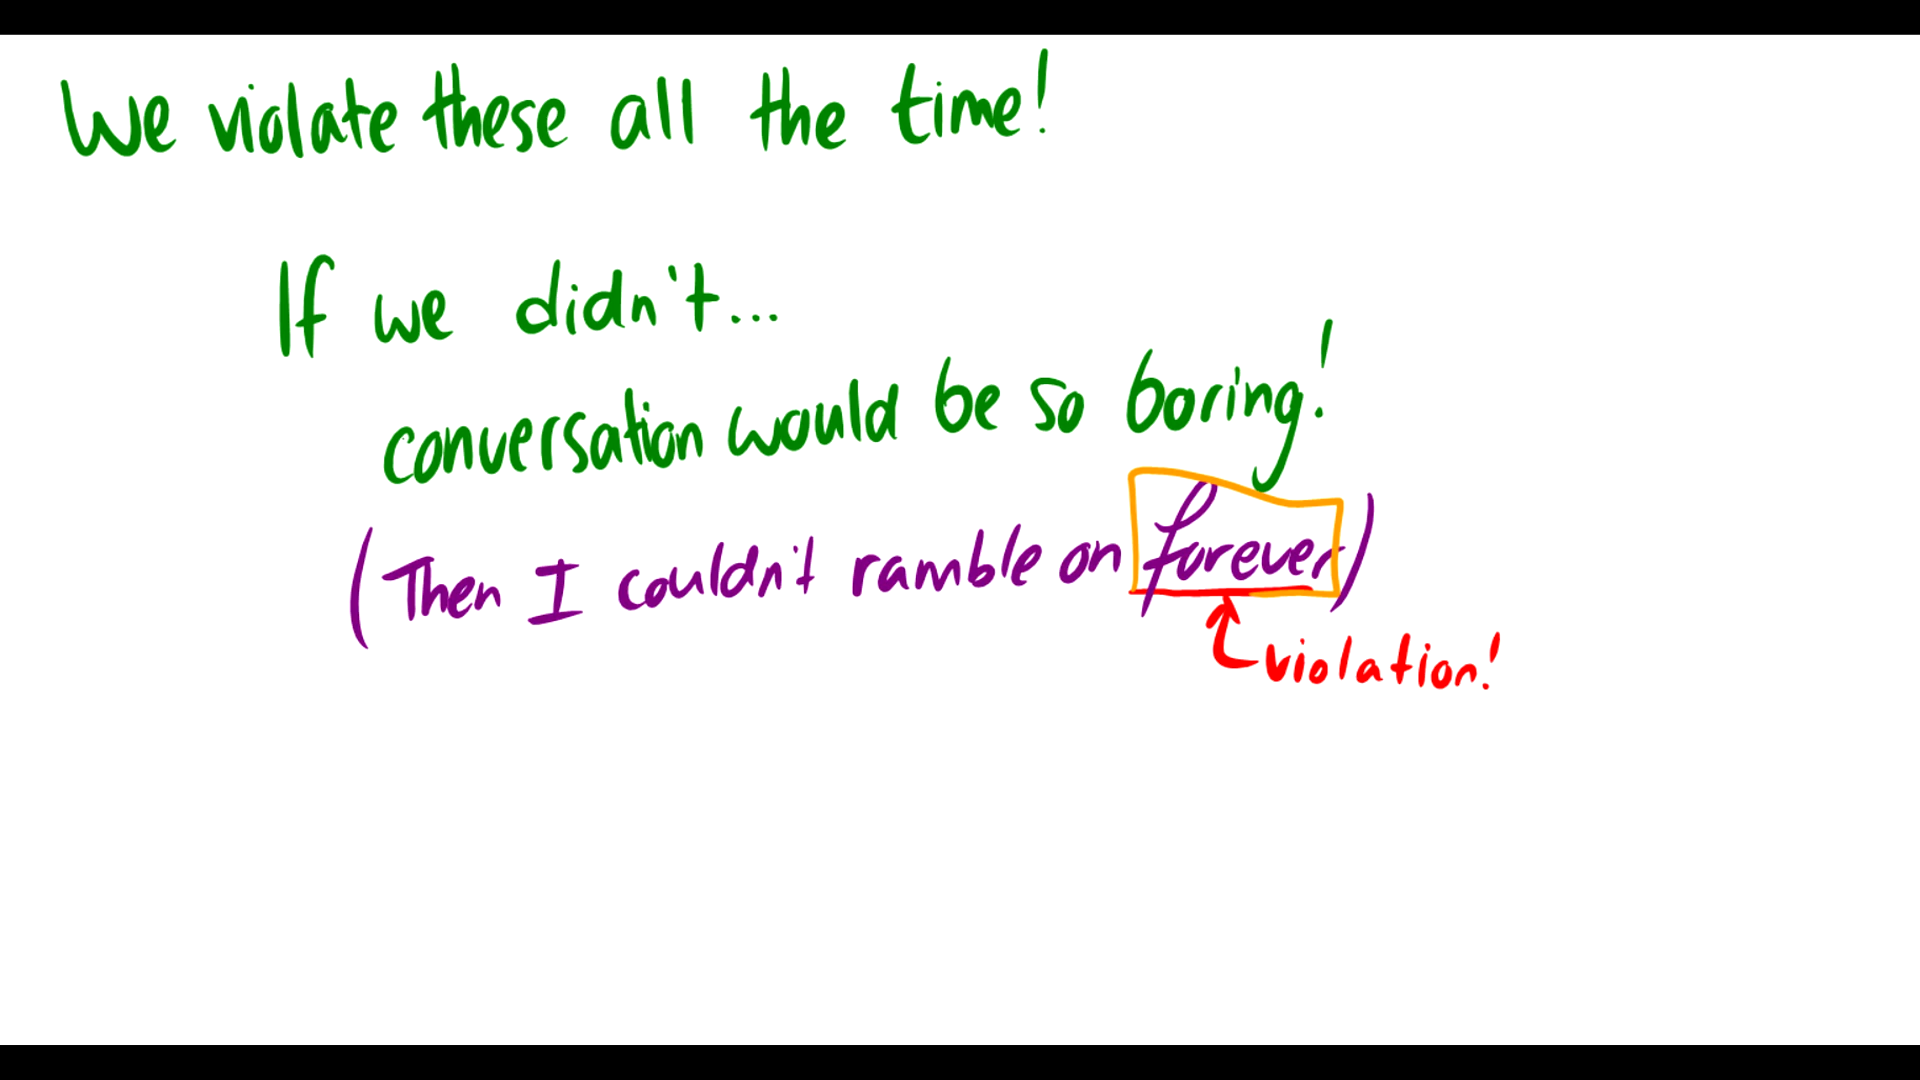 We violate these all the time!
If we didn't...
conversation would be so boring!
(Then I couldn't ramble on forever)
violation!